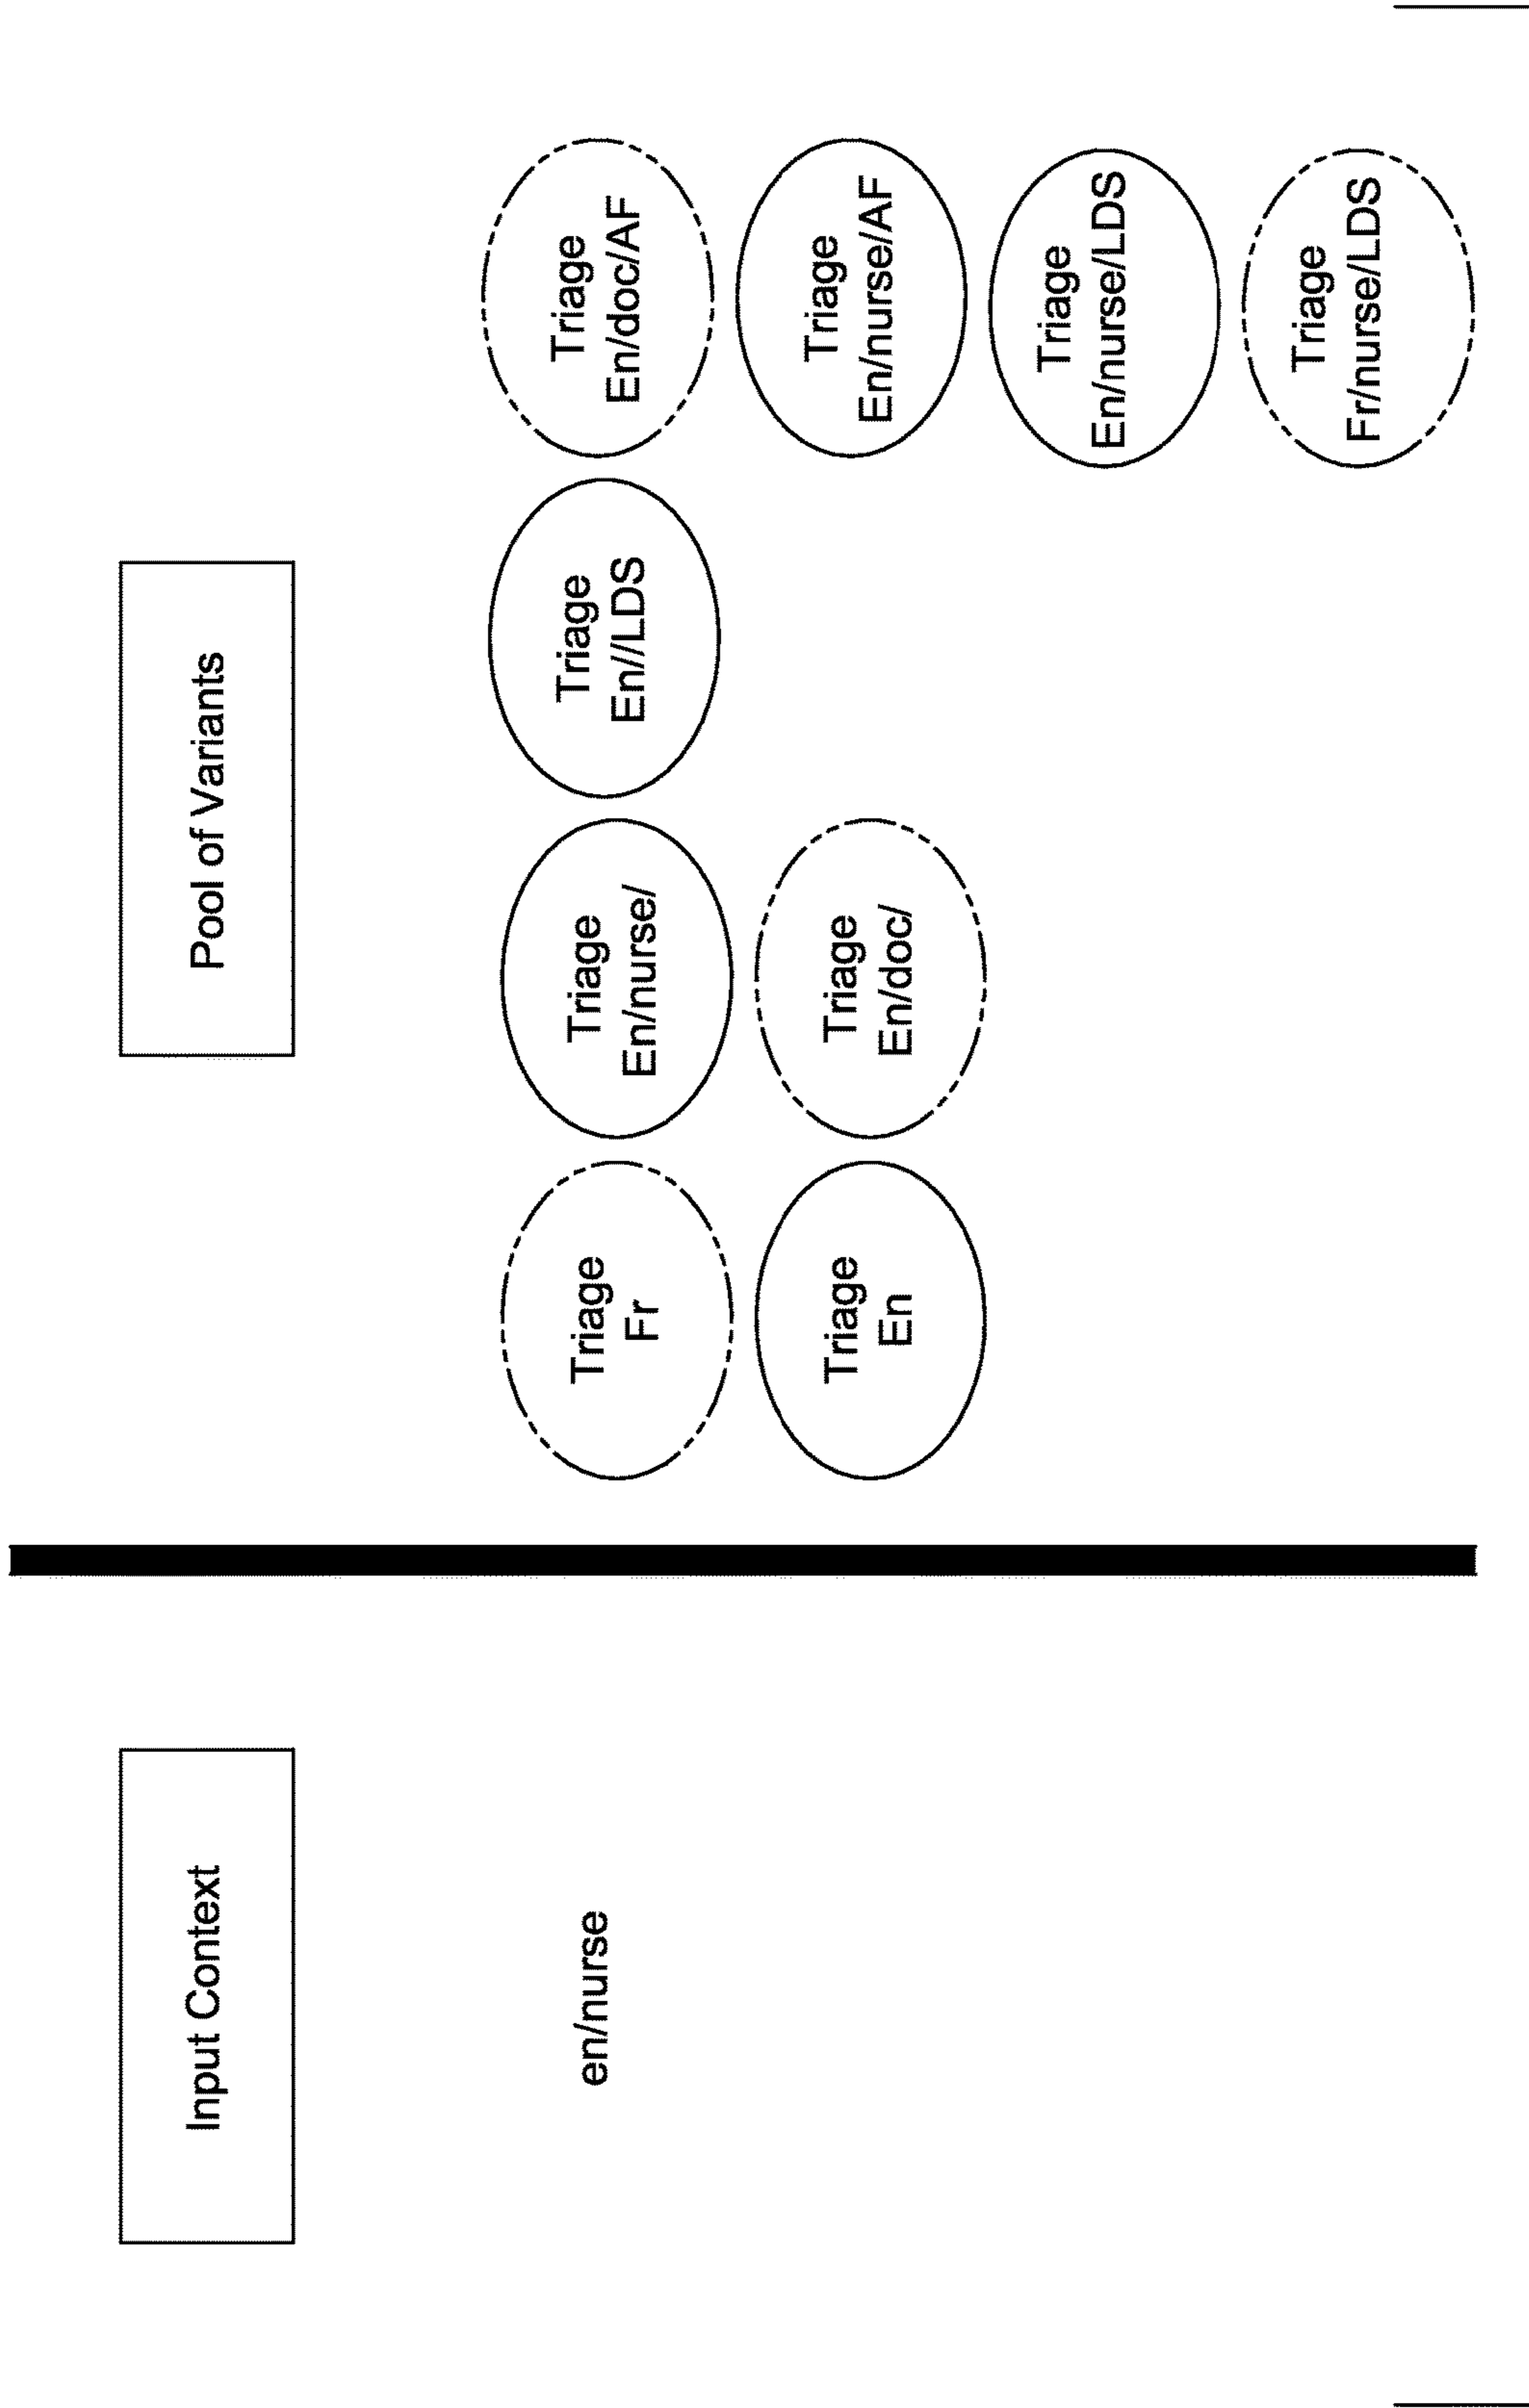 Input Context
en/nurse
Pool of Variants
Triage
Fr
Triage
En/nurse/
Triage
En//LDS
Triage
En/doc/AF
Triage
En
Triage
En/doc/
Triage
En/nurse/AF
Triage
En/nurse/LDS
Triage
Fr/nurse/LDS